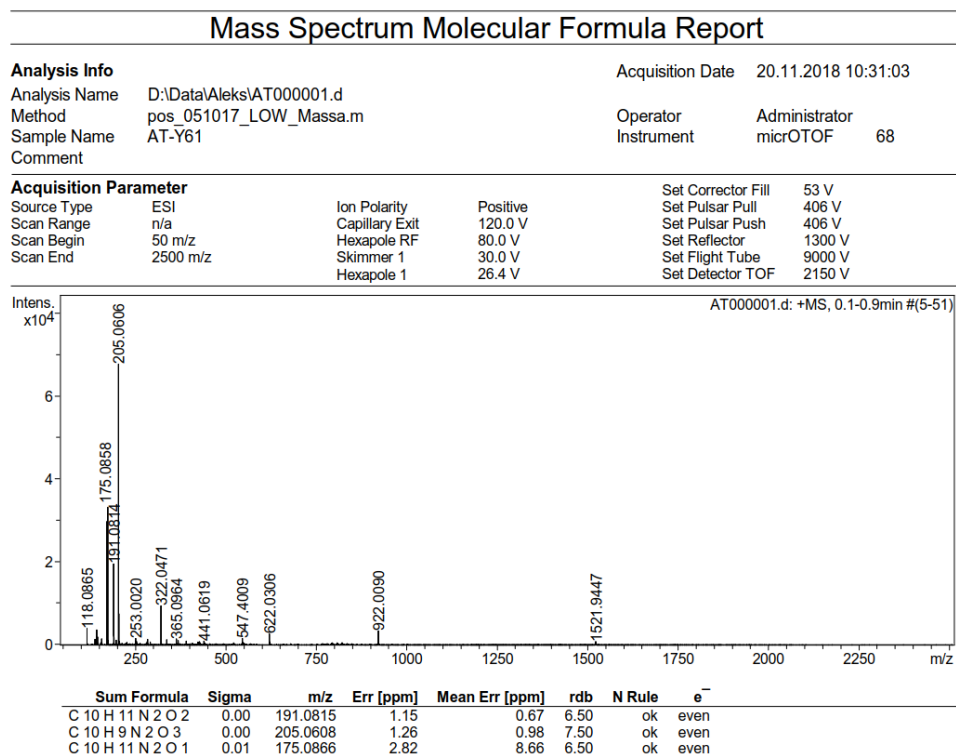 Mass Spectrum Molecular Formula Report
Analysis Info
Acquisition Date 20.11.2018 10:31:03
Analysis Name D:\Data\Aleks\AT000001.d
Method pos_051017_LOW_Massa.m
Operator Administrator
Sample Name AT-Y61
Instrument micrOTOF 68
Comment
Acquisition Parameter
Set Corrector Fill 53 V
Source Type ESI Ion Polarity Positive Set Pulsar Pull 406 V
Scan Range n/a Capillary Exit 120.0 V Set Pulsar Push 406 V
Scan Begin 50 m/z Hexapole RF 80.0 V Set Reflector 1300 V
Scan End 2500 m/z Skimmer 1 30.0 V Set Flight Tube 9000 V
Hexapole 1 26.4 V Set Detector TOF 2150 V
Intens.
x10⁴
AT000001.d: +MS, 0.1-0.9min #(5-51)
6
4
2
0
118.0865
175.0858
191.0814
205.0606
253.0020
322.0471
365.0964
441.0619
547.4009
622.0306
922.0090
1521.9447
250 500 750 1000 1250 1500 1750 2000 2250 m/z
Sum Formula Sigma m/z Err [ppm] Mean Err [ppm] rdb N Rule e⁻
C 10 H 11 N 2 O 2 0.00 191.0815 1.15 0.67 6.50 ok even
C 10 H 9 N 2 O 3 0.00 205.0608 1.26 0.98 7.50 ok even
C 10 H 11 N 2 O 1 0.01 175.0866 2.82 8.66 6.50 ok even